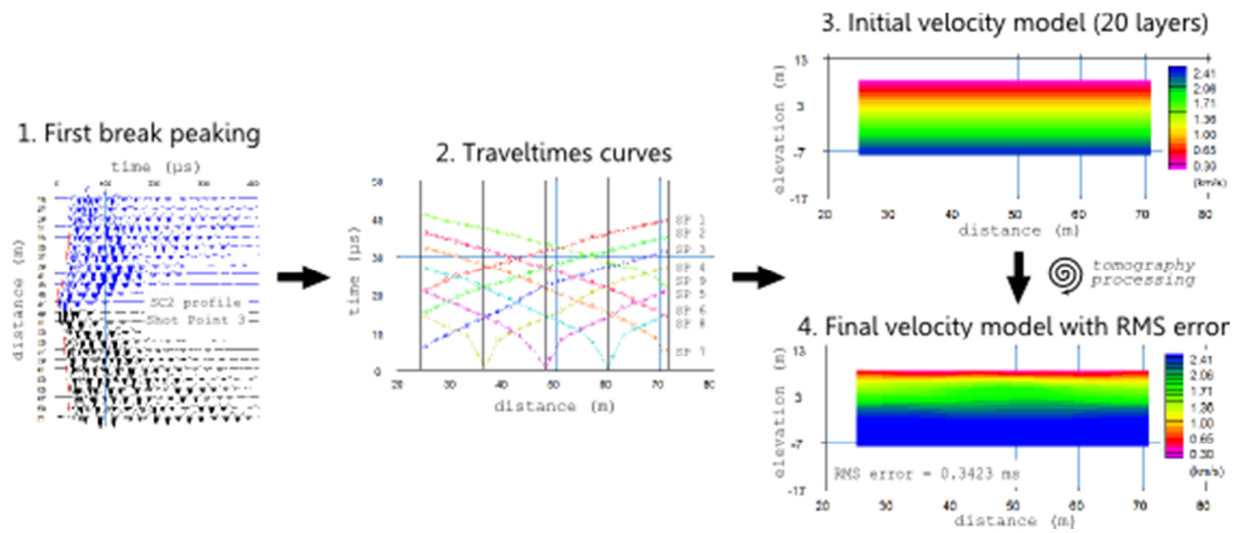 1. First break peaking
time (µs)
distance (m)
SC2 profile
Shot Point 3
2. Traveltimes curves
time (µs)
50
30
20
10
0
SP 1
SP 2
SP 3
SP 4
SP 9
SP 5
SP 6
SP 8
SP 7
20 30 40 50 60 70 80
distance (m)
3. Initial velocity model (20 layers)
elevation (m)
13
3
-7
-17
20 30 40 50 60 70 80
distance (m)
2.41
2.06
1.71
1.36
1.00
0.65
0.30
(km/s)
tomography
processing
4. Final velocity model with RMS error
elevation (m)
13
3
-7
-17
RMS error = 0.3423 ms
20 30 40 50 60 70 80
distance (m)
2.41
2.06
1.71
1.36
1.00
0.65
0.30
(km/s)